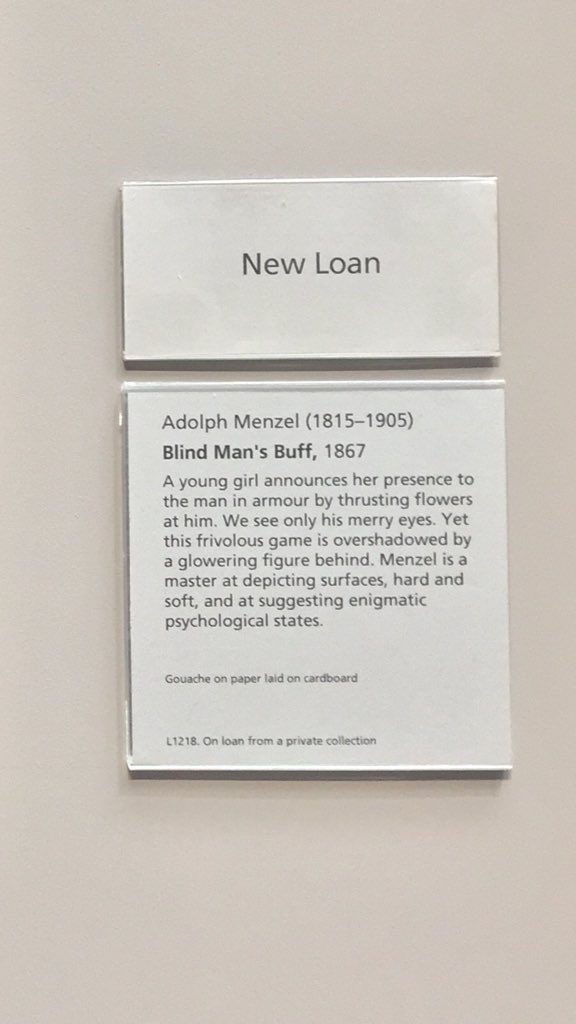 New Loan
Adolph Menzel (1815–1905)
Blind Man's Buff, 1867
A young girl announces her presence to
the man in armour by thrusting flowers
at him. We see only his merry eyes. Yet
this frivolous game is overshadowed by
a glowering figure behind. Menzel is a
master at depicting surfaces, hard and
soft, and at suggesting enigmatic
psychological states.
Gouache on paper laid on cardboard
L1218. On loan from a private collection